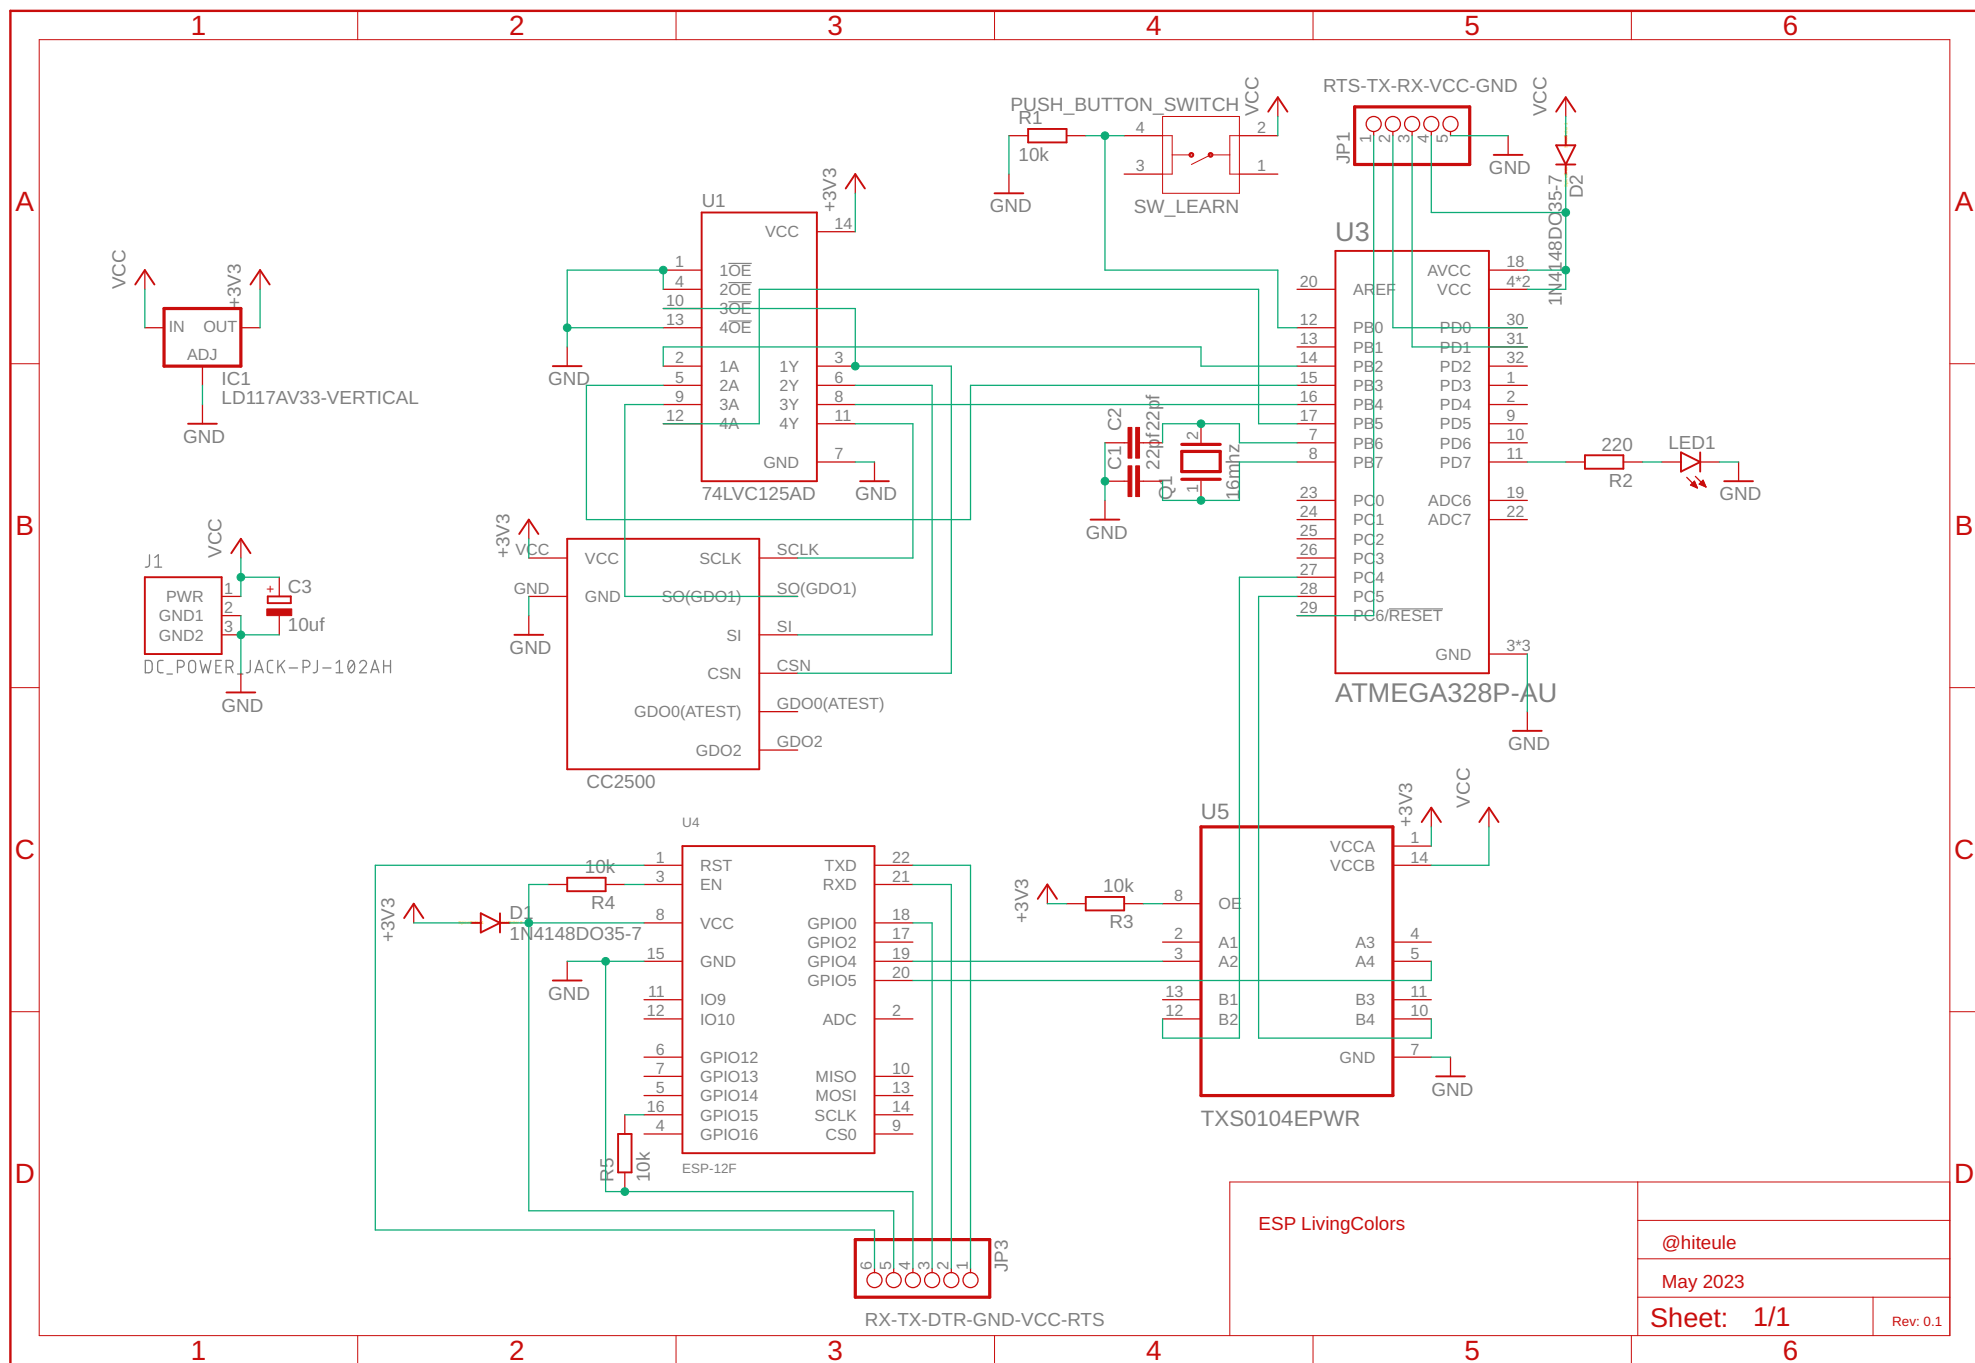 1 2 3 4 5 6
A
B
C
D
A
B
C
D
1 2 3 4 5 6
VCC
+3V3
IN OUT
ADJ
IC1
LD117AV33-VERTICAL
GND
J1
VCC
PWR 1
GND1 2
GND2 3
C3
+
10uf
DC_POWER_JACK-PJ-102AH
GND
U1
+3V3
VCC 14
1 1OE
4 2OE
10 3OE
13 4OE
2 1A 1Y 3
5 2A 2Y 6
9 3A 3Y 8
12 4A 4Y 11
GND 7
74LVC125AD
GND
GND
+3V3
VCC
VCC SCLK SCLK
GND
GND SO(GDO1) SO(GDO1)
SI SI
CSN CSN
GDO0(ATEST) GDO0(ATEST)
GDO2 GDO2
GND
CC2500
PUSH_BUTTON_SWITCH
R1
10k
GND
4 2
3 1
VCC
SW_LEARN
RTS-TX-RX-VCC-GND
JP1
1 2 3 4 5
GND
VCC
D2
1N4148DO35-7
U3
AVCC 18
20 AREF VCC 4*2
12 PB0 PD0 30
13 PB1 PD1 31
14 PB2 PD2 32
15 PB3 PD3 1
16 PB4 PD4 2
17 PB5 PD5 9
7 PB6 PD6 10
8 PB7 PD7 11
23 PC0 ADC6 19
24 PC1 ADC7 22
25 PC2
26 PC3
27 PC4
28 PC5
29 PC6/RESET
GND 3*3
ATMEGA328P-AU
GND
C2
22pf
C1
22pf
Q1
2
1
16mhz
GND
220
R2
LED1
GND
U4
1 RST TXD 22
3 EN RXD 21
8 VCC GPIO0 18
GPIO2 17
15 GND GPIO4 19
GPIO5 20
11 IO9
12 IO10 ADC 2
6 GPIO12
7 GPIO13 MISO 10
5 GPIO14 MOSI 13
16 GPIO15 SCLK 14
4 GPIO16 CS0 9
ESP-12F
10k
R4
+3V3
D1
1N4148DO35-7
GND
R5
10k
JP3
6 5 4 3 2 1
RX-TX-DTR-GND-VCC-RTS
U5
+3V3
VCC
VCCA 1
VCCB 14
+3V3
10k
R3
8 OE
2 A1 A3 4
3 A2 A4 5
13 B1 B3 11
12 B2 B4 10
GND 7
GND
TXS0104EPWR
ESP LivingColors
@hiteule
May 2023
Sheet: 1/1
Rev: 0.1